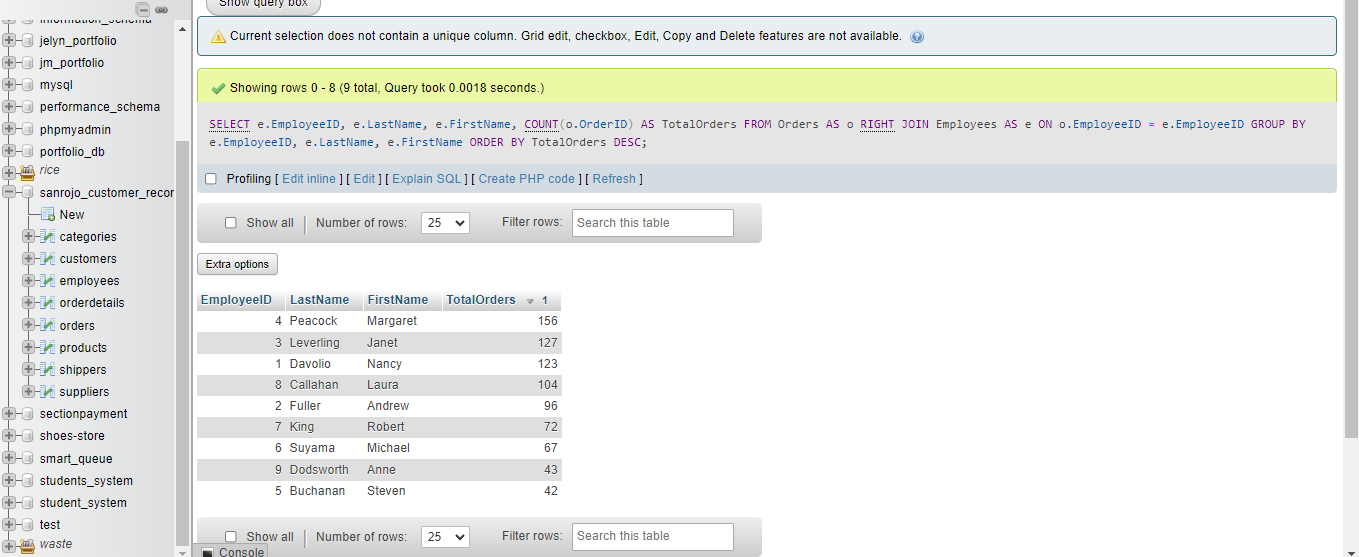 Show query box
information_schema
jelyn_portfolio
jm_portfolio
mysql
performance_schema
phpmyadmin
portfolio_db
rice
sanrojo_customer_recor
New
categories
customers
employees
orderdetails
orders
products
shippers
suppliers
sectionpayment
shoes-store
smart_queue
students_system
student_system
test
waste
Current selection does not contain a unique column. Grid edit, checkbox, Edit, Copy and Delete features are not available.
Showing rows 0 - 8 (9 total, Query took 0.0018 seconds.)
SELECT e.EmployeeID, e.LastName, e.FirstName, COUNT(o.OrderID) AS TotalOrders FROM Orders AS o RIGHT JOIN Employees AS e ON o.EmployeeID = e.EmployeeID GROUP BY
e.EmployeeID, e.LastName, e.FirstName ORDER BY TotalOrders DESC;
Profiling [ Edit inline ] [ Edit ] [ Explain SQL ] [ Create PHP code ] [ Refresh ]
Show all | Number of rows: 25 Filter rows: Search this table
Extra options
EmployeeID LastName FirstName TotalOrders 1
4 Peacock Margaret 156
3 Leverling Janet 127
1 Davolio Nancy 123
8 Callahan Laura 104
2 Fuller Andrew 96
7 King Robert 72
6 Suyama Michael 67
9 Dodsworth Anne 43
5 Buchanan Steven 42
Show all | Number of rows: 25 Filter rows: Search this table
Console